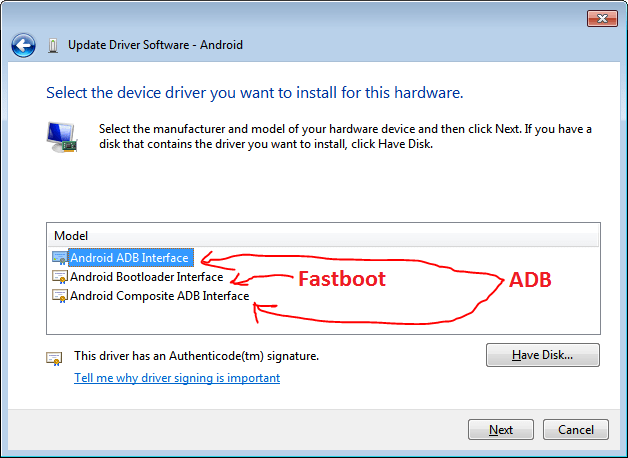 Update Driver Software - Android
Select the device driver you want to install for this hardware.
Select the manufacturer and model of your hardware device and then click Next. If you have a
disk that contains the driver you want to install, click Have Disk.
Model
Android ADB Interface
Android Bootloader Interface
Fastboot
ADB
Android Composite ADB Interface
This driver has an Authenticode(tm) signature.
Have Disk...
Tell me why driver signing is important
Next
Cancel